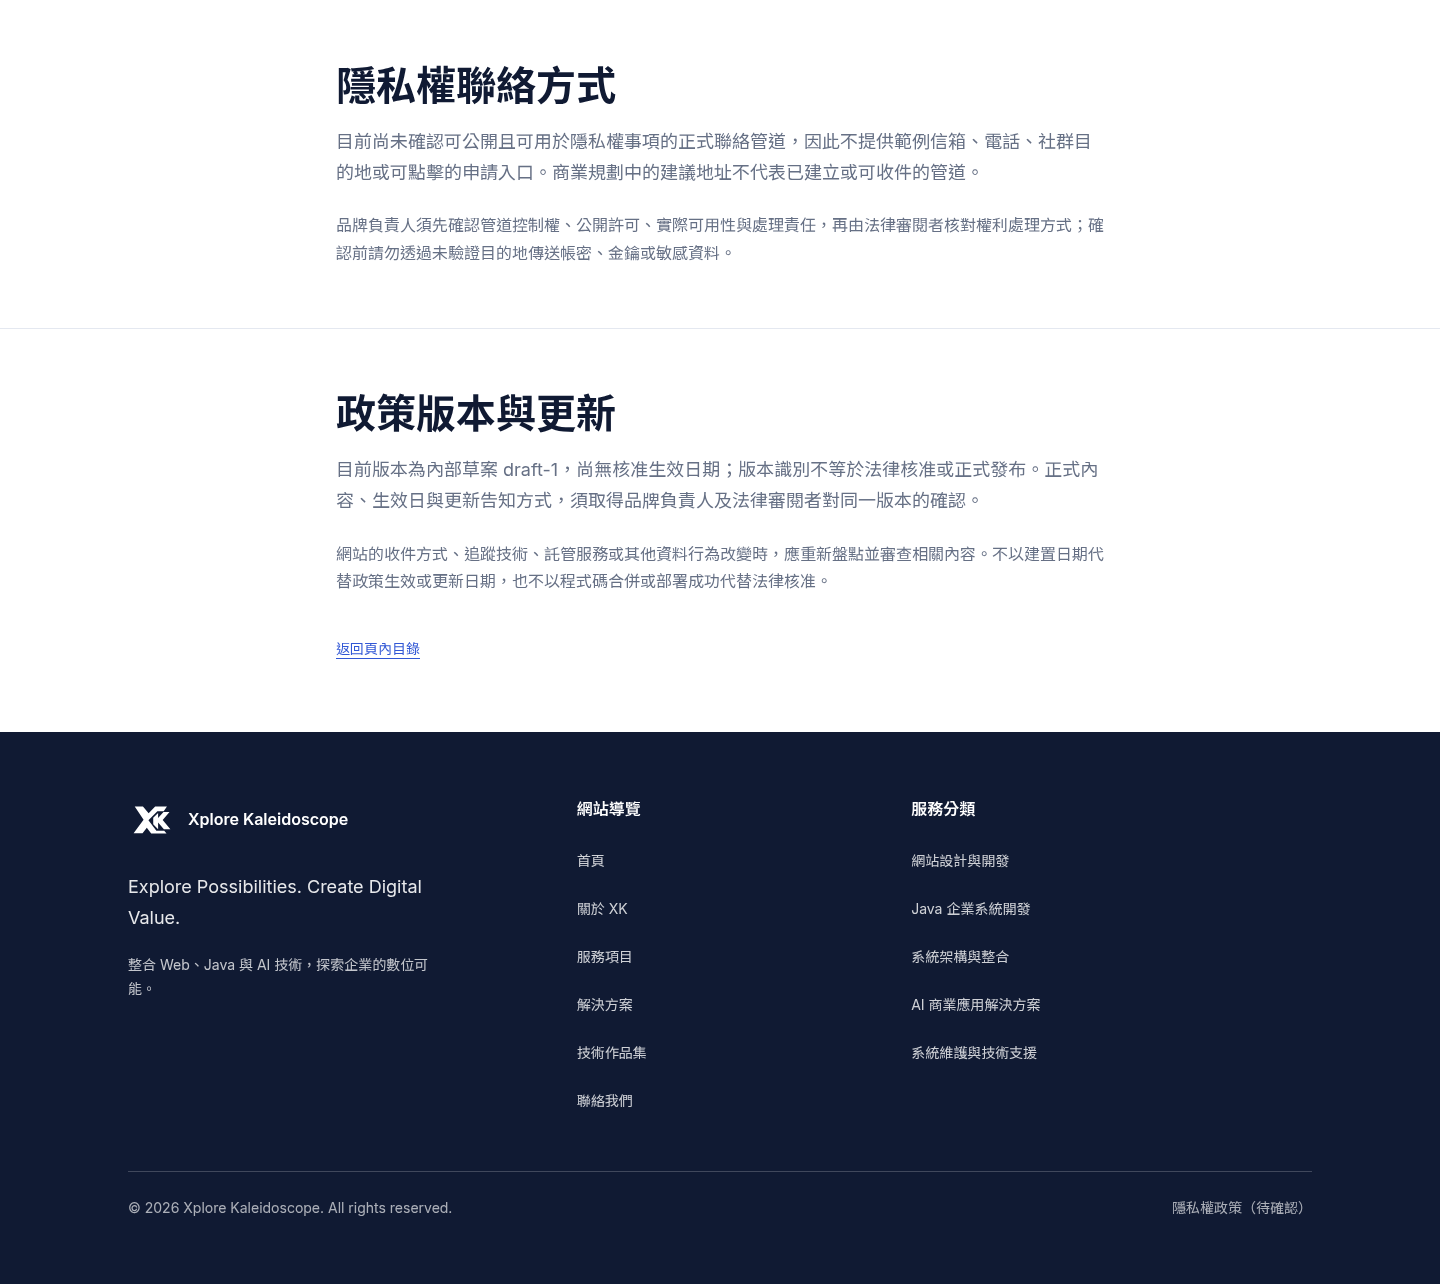 隱私權聯絡方式
目前尚未確認可公開且可用於隱私權事項的正式聯絡管道，因此不提供範例信箱、電話、社群目
的地或可點擊的申請入口。商業規劃中的建議地址不代表已建立或可收件的管道。
品牌負責人須先確認管道控制權、公開許可、實際可用性與處理責任，再由法律審閱者核對權利處理方式；確
認前請勿透過未驗證目的地傳送帳密、金鑰或敏感資料。
政策版本與更新
目前版本為內部草案 draft-1，尚無核准生效日期；版本識別不等於法律核准或正式發布。正式內
容、生效日與更新告知方式，須取得品牌負責人及法律審閱者對同一版本的確認。
網站的收件方式、追蹤技術、託管服務或其他資料行為改變時，應重新盤點並審查相關內容。不以建置日期代
替政策生效或更新日期，也不以程式碼合併或部署成功代替法律核准。
返回頁內目錄
Xplore Kaleidoscope
Explore Possibilities. Create Digital
Value.
整合 Web、Java 與 AI 技術，探索企業的數位可
能。
網站導覽
首頁
關於 XK
服務項目
解決方案
技術作品集
聯絡我們
服務分類
網站設計與開發
Java 企業系統開發
系統架構與整合
AI 商業應用解決方案
系統維護與技術支援
© 2026 Xplore Kaleidoscope. All rights reserved.
隱私權政策（待確認）